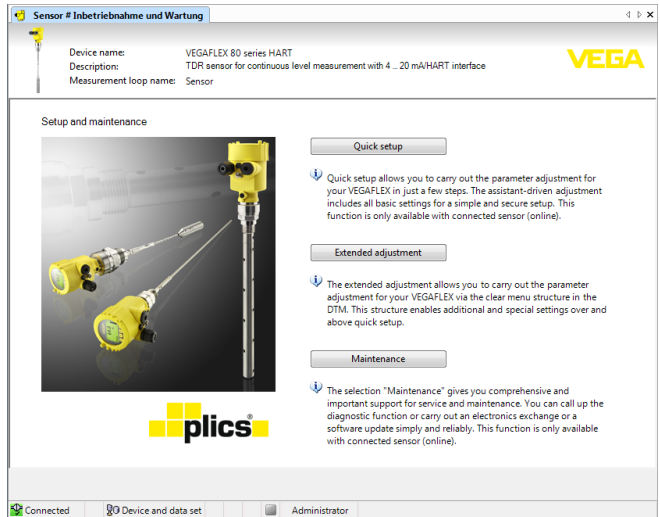 Sensor # Inbetriebnahme und Wartung
Device name: VEGAFLEX 80 series HART
Description: TDR sensor for continuous level measurement with 4 ... 20 mA/HART interface
Measurement loop name: Sensor
VEGA
Setup and maintenance
Quick setup
Quick setup allows you to carry out the parameter adjustment for
your VEGAFLEX in just a few steps. The assistant-driven adjustment
includes all basic settings for a simple and secure setup. This
function is only available with connected sensor (online).
Extended adjustment
The extended adjustment allows you to carry out the parameter
adjustment for your VEGAFLEX via the clear menu structure in the
DTM. This structure enables additional and special settings over and
above quick setup.
Maintenance
The selection "Maintenance" gives you comprehensive and
important support for service and maintenance. You can call up the
diagnostic function or carry out an electronics exchange or a
software update simply and reliably. This function is only available
with connected sensor (online).
plics®
Connected Device and data set Administrator